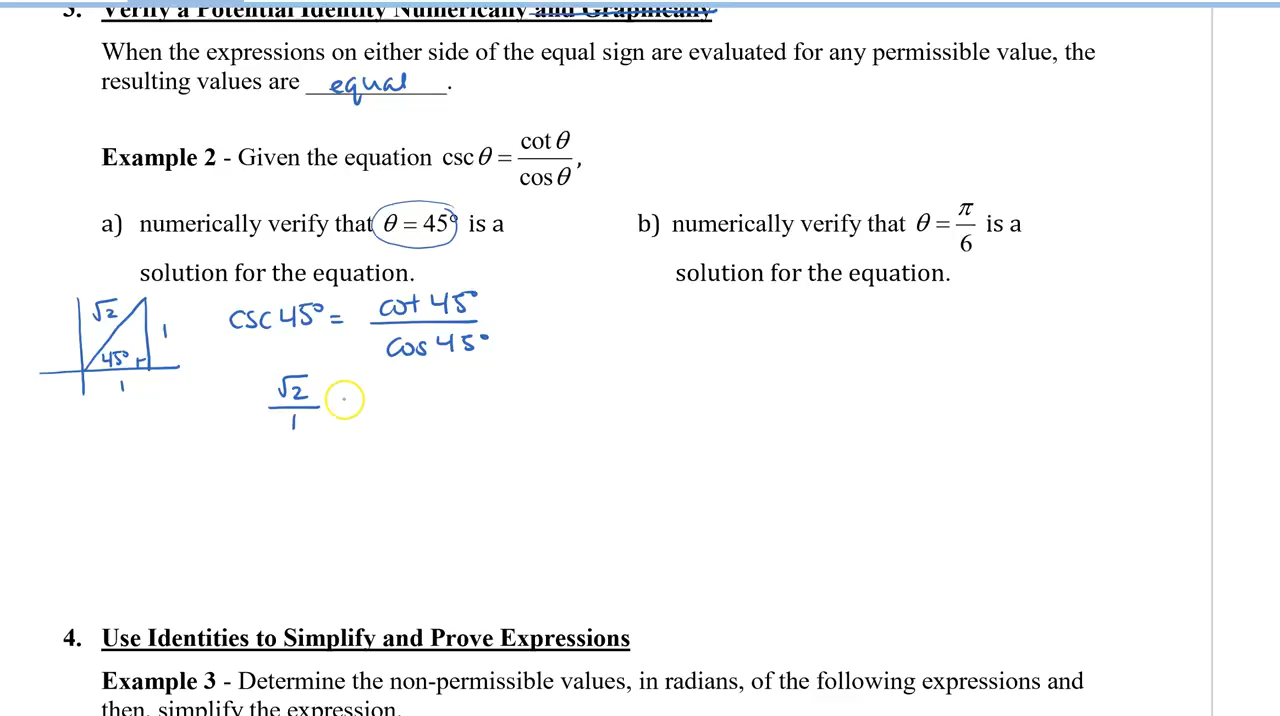 3. Verify a Potential Identity Numerically and Graphically
When the expressions on either side of the equal sign are evaluated for any permissible value, the
resulting values are equal.
Example 2 - Given the equation csc θ = cot θ / cos θ,
a) numerically verify that θ = 45° is a
solution for the equation.
√2 1 45° 1
csc 45° = cot 45° / cos 45°
√2 / 1
b) numerically verify that θ = π / 6 is a
solution for the equation.
4. Use Identities to Simplify and Prove Expressions
Example 3 - Determine the non-permissible values, in radians, of the following expressions and
then, simplify the expression.